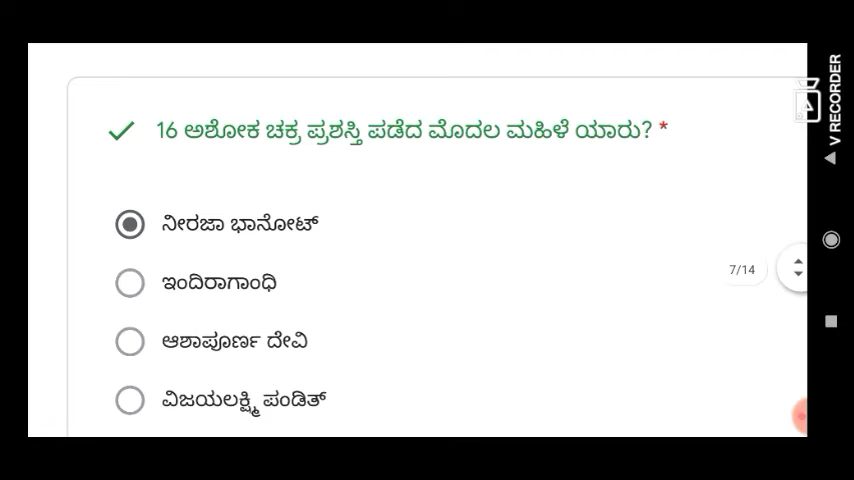 16 ಅಶೋಕ ಚಕ್ರ ಪ್ರಶಸ್ತಿ ಪಡೆದ ಮೊದಲ ಮಹಿಳೆ ಯಾರು? *
ನೀರಜಾ ಭಾನೋಟ್
ಇಂದಿರಾಗಾಂಧಿ
ಆಶಾಪೂರ್ಣ ದೇವಿ
ವಿಜಯಲಕ್ಷ್ಮಿ ಪಂಡಿತ್
7/14
V RECORDER